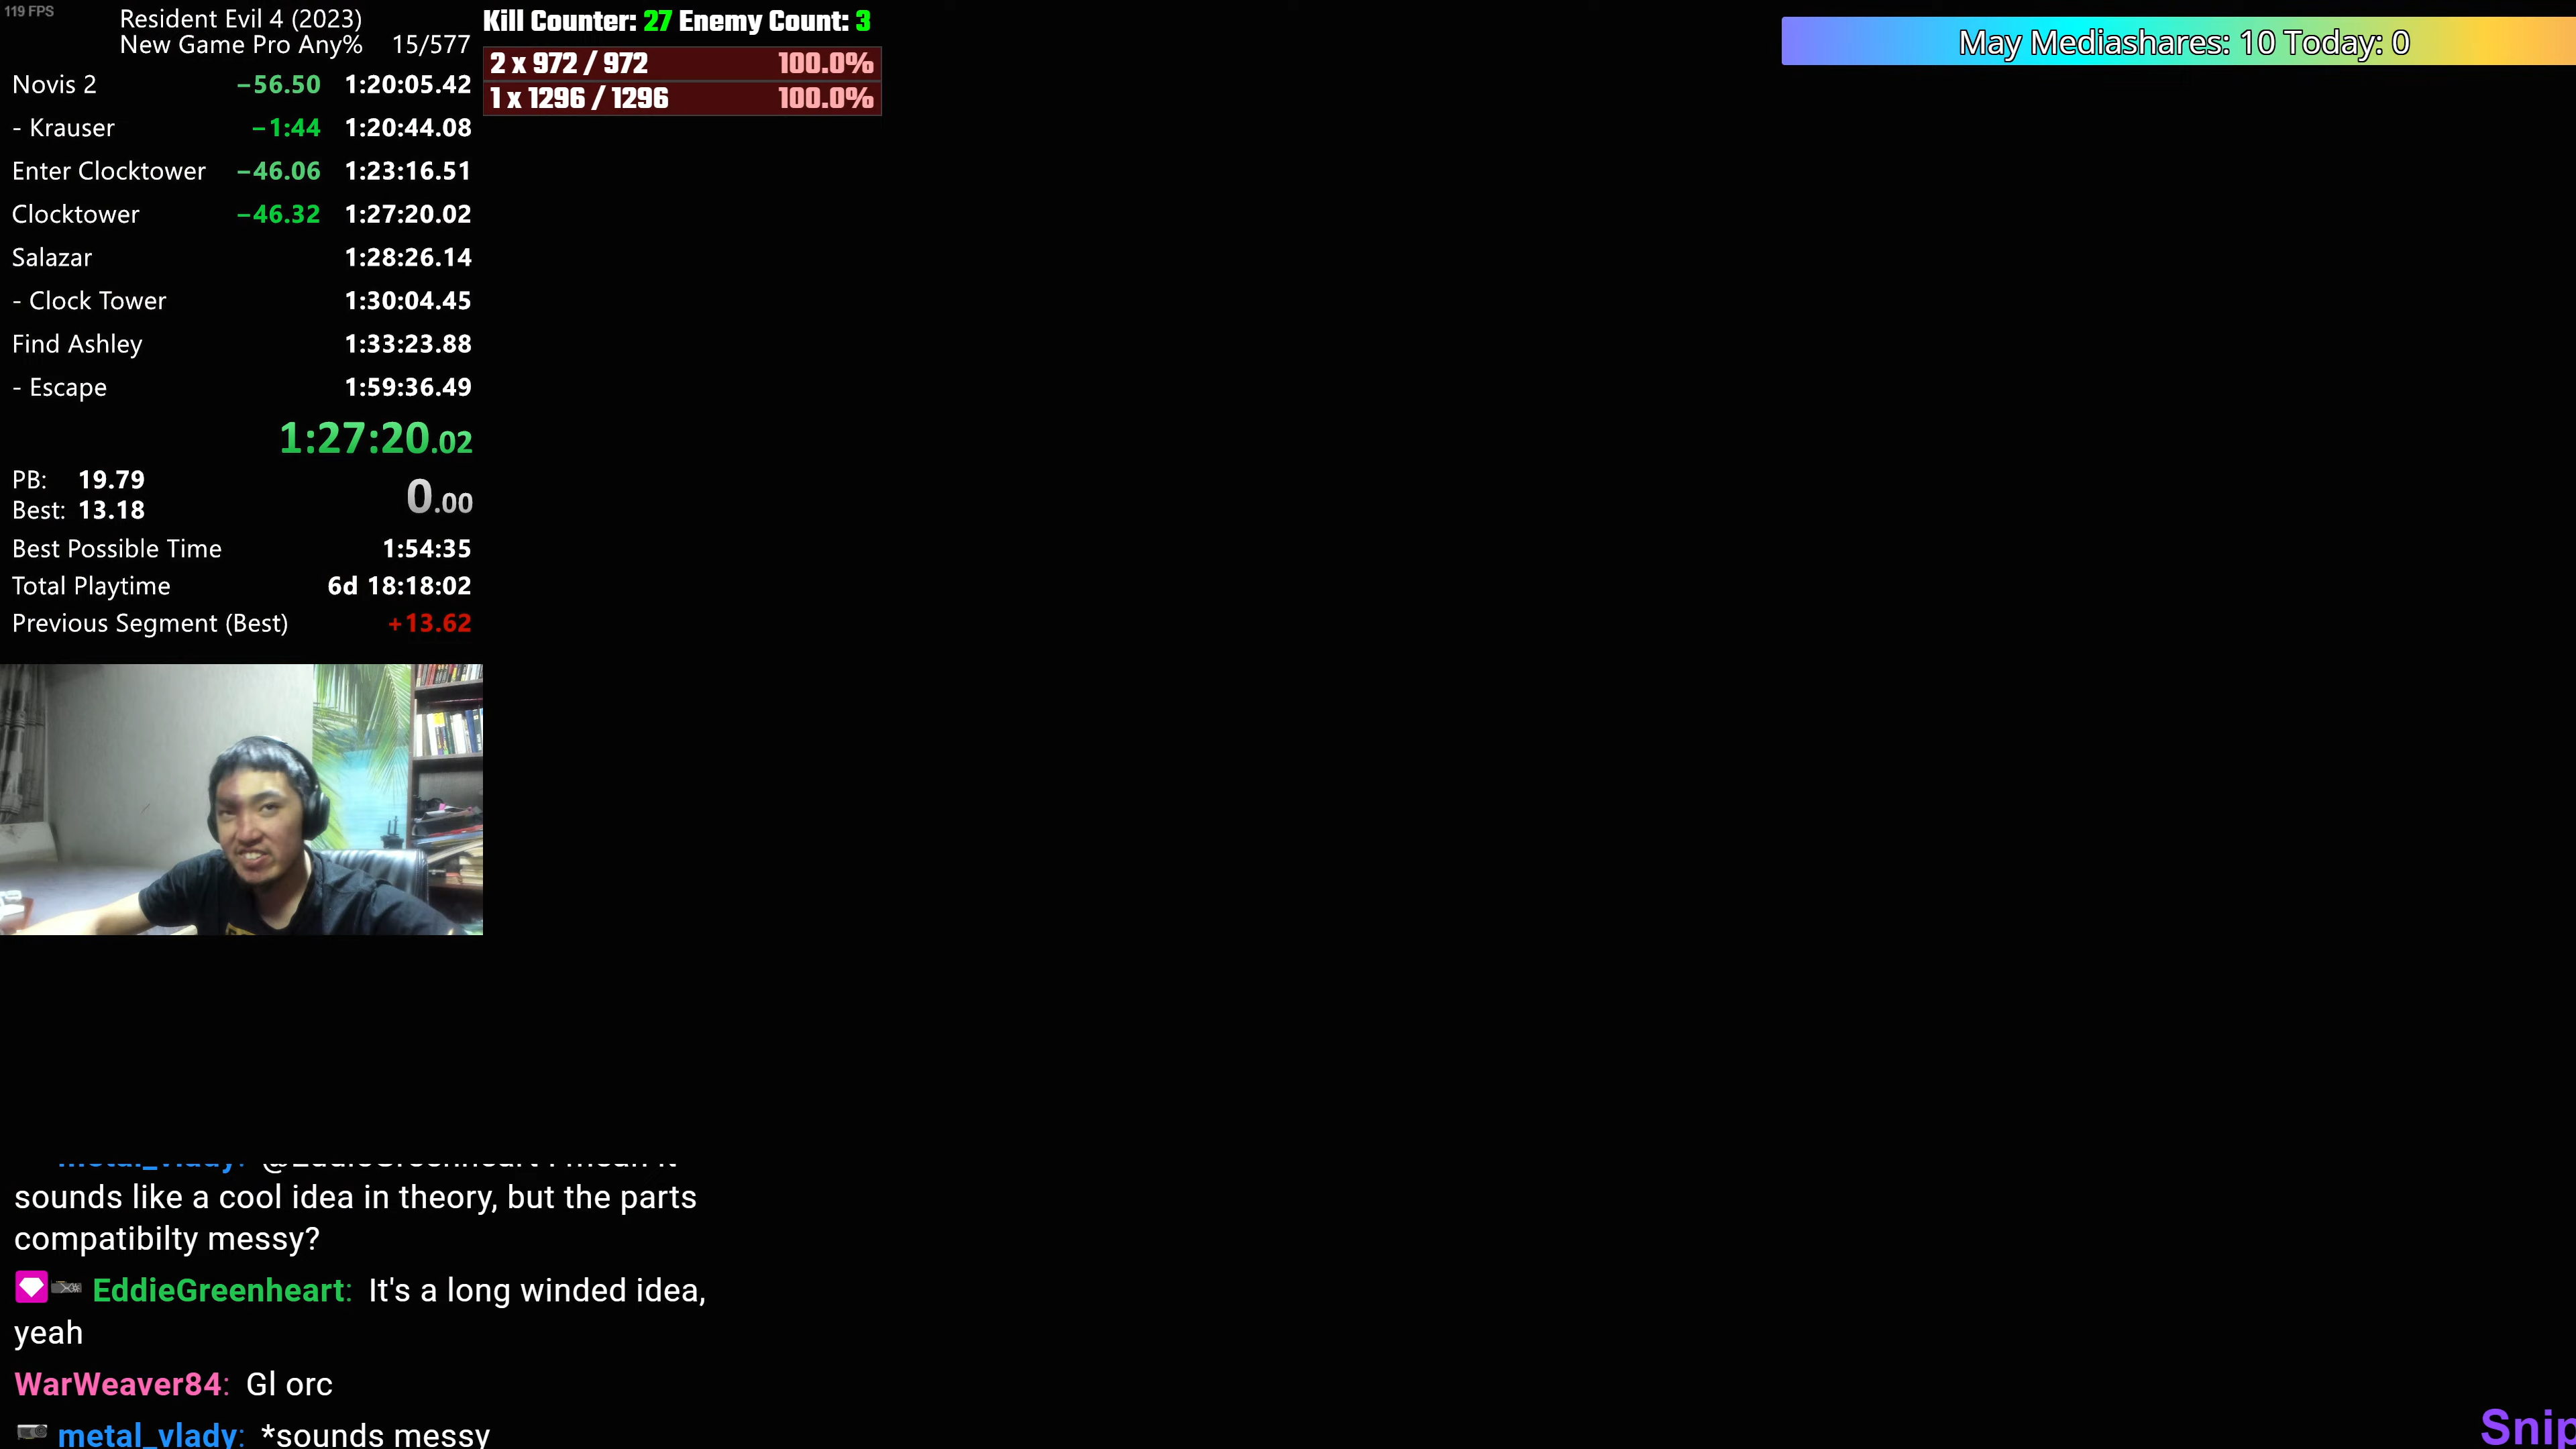 119 FPS
Resident Evil 4 (2023)
New Game Pro Any% 15/577
Novis 2 −56.50 1:20:05.42
- Krauser −1:44 1:20:44.08
Enter Clocktower −46.06 1:23:16.51
Clocktower −46.32 1:27:20.02
Salazar 1:28:26.14
- Clock Tower 1:30:04.45
Find Ashley 1:33:23.88
- Escape 1:59:36.49
1:27:20.02
PB: 19.79
Best: 13.18
0.00
Best Possible Time 1:54:35
Total Playtime 6d 18:18:02
Previous Segment (Best) +13.62
Kill Counter: 27 Enemy Count: 3
2 x 972 / 972 100.0%
1 x 1296 / 1296 100.0%
May Mediashares: 10 Today: 0
metal_vlady: @EddieGreenheart I mean it
sounds like a cool idea in theory, but the parts
compatibilty messy?
EddieGreenheart: It's a long winded idea,
yeah
WarWeaver84: Gl orc
metal_vlady: *sounds messy
Snip